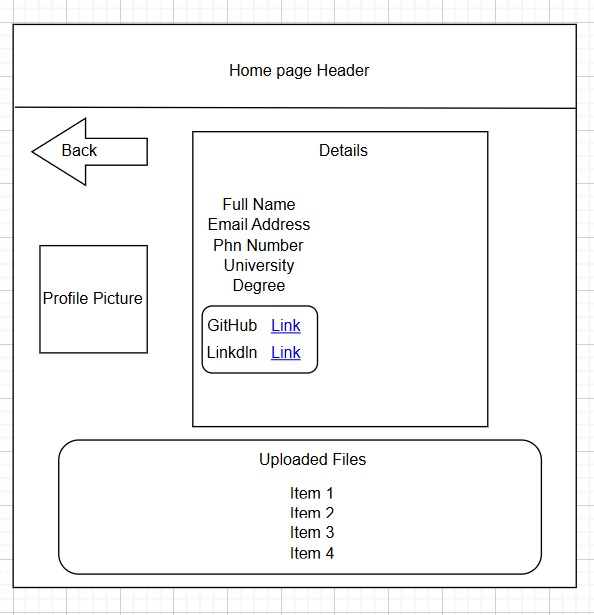 Home page Header
Back
Details
Full Name
Email Address
Phn Number
University
Degree
Profile Picture
GitHub Link
LinkdIn Link
Uploaded Files
Item 1
Item 2
Item 3
Item 4